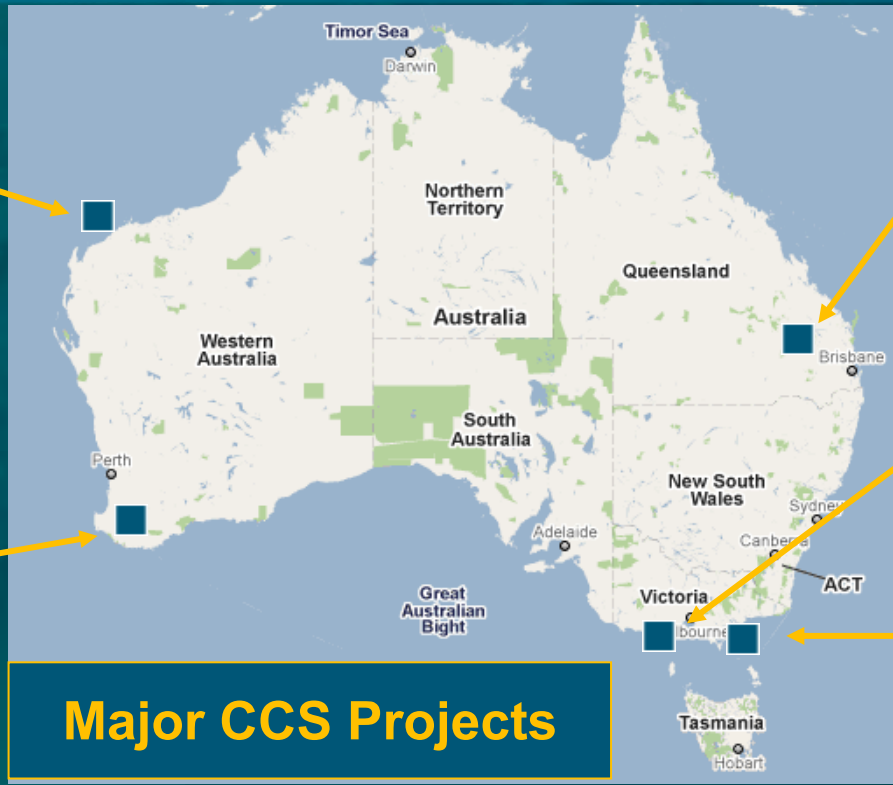 Timor Sea
Darwin
Northern
Territory
Queensland
Australia
Western
Australia
Brisbane
South
Australia
Perth
New South
Wales
Sydney
Adelaide
Canberra
ACT
Great
Australian
Bight
Victoria
lbourne
Major CCS Projects
Tasmania
Hobart